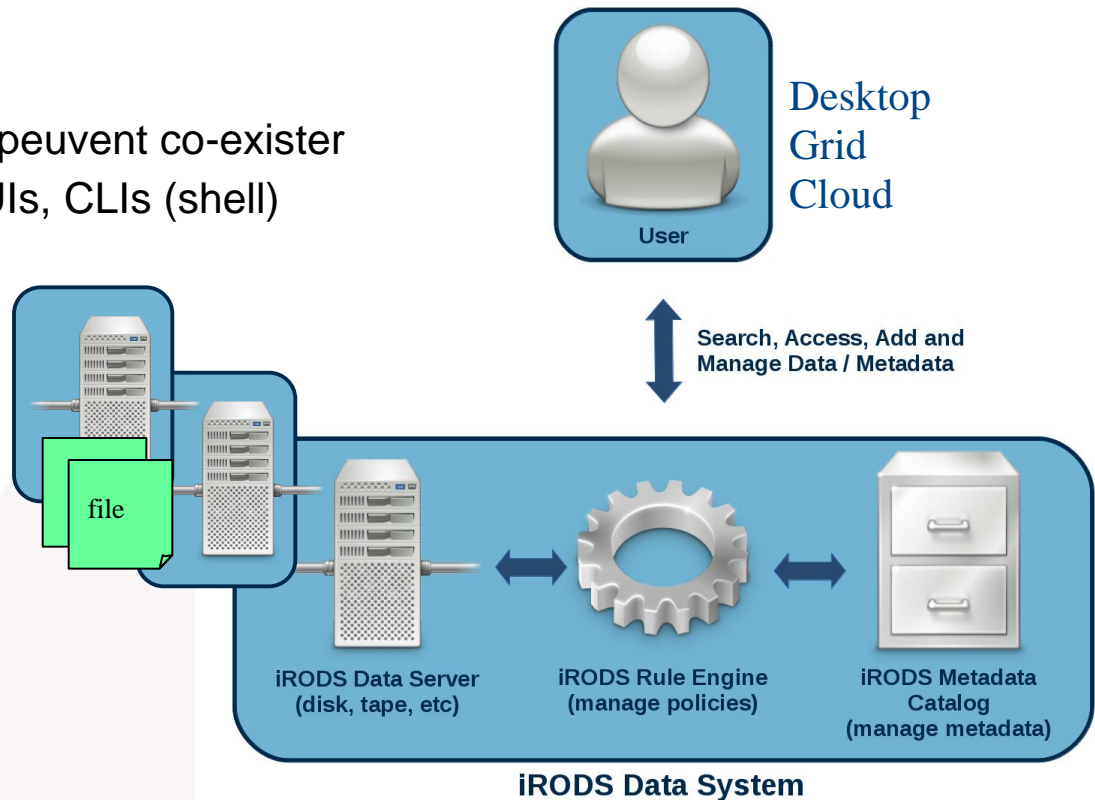 peuvent co-exister
CLIs (shell)
Desktop
Grid
Cloud
User
Search, Access, Add and
Manage Data / Metadata
file
iRODS Data Server
(disk, tape, etc)
iRODS Rule Engine
(manage policies)
iRODS Metadata
Catalog
(manage metadata)
iRODS Data System